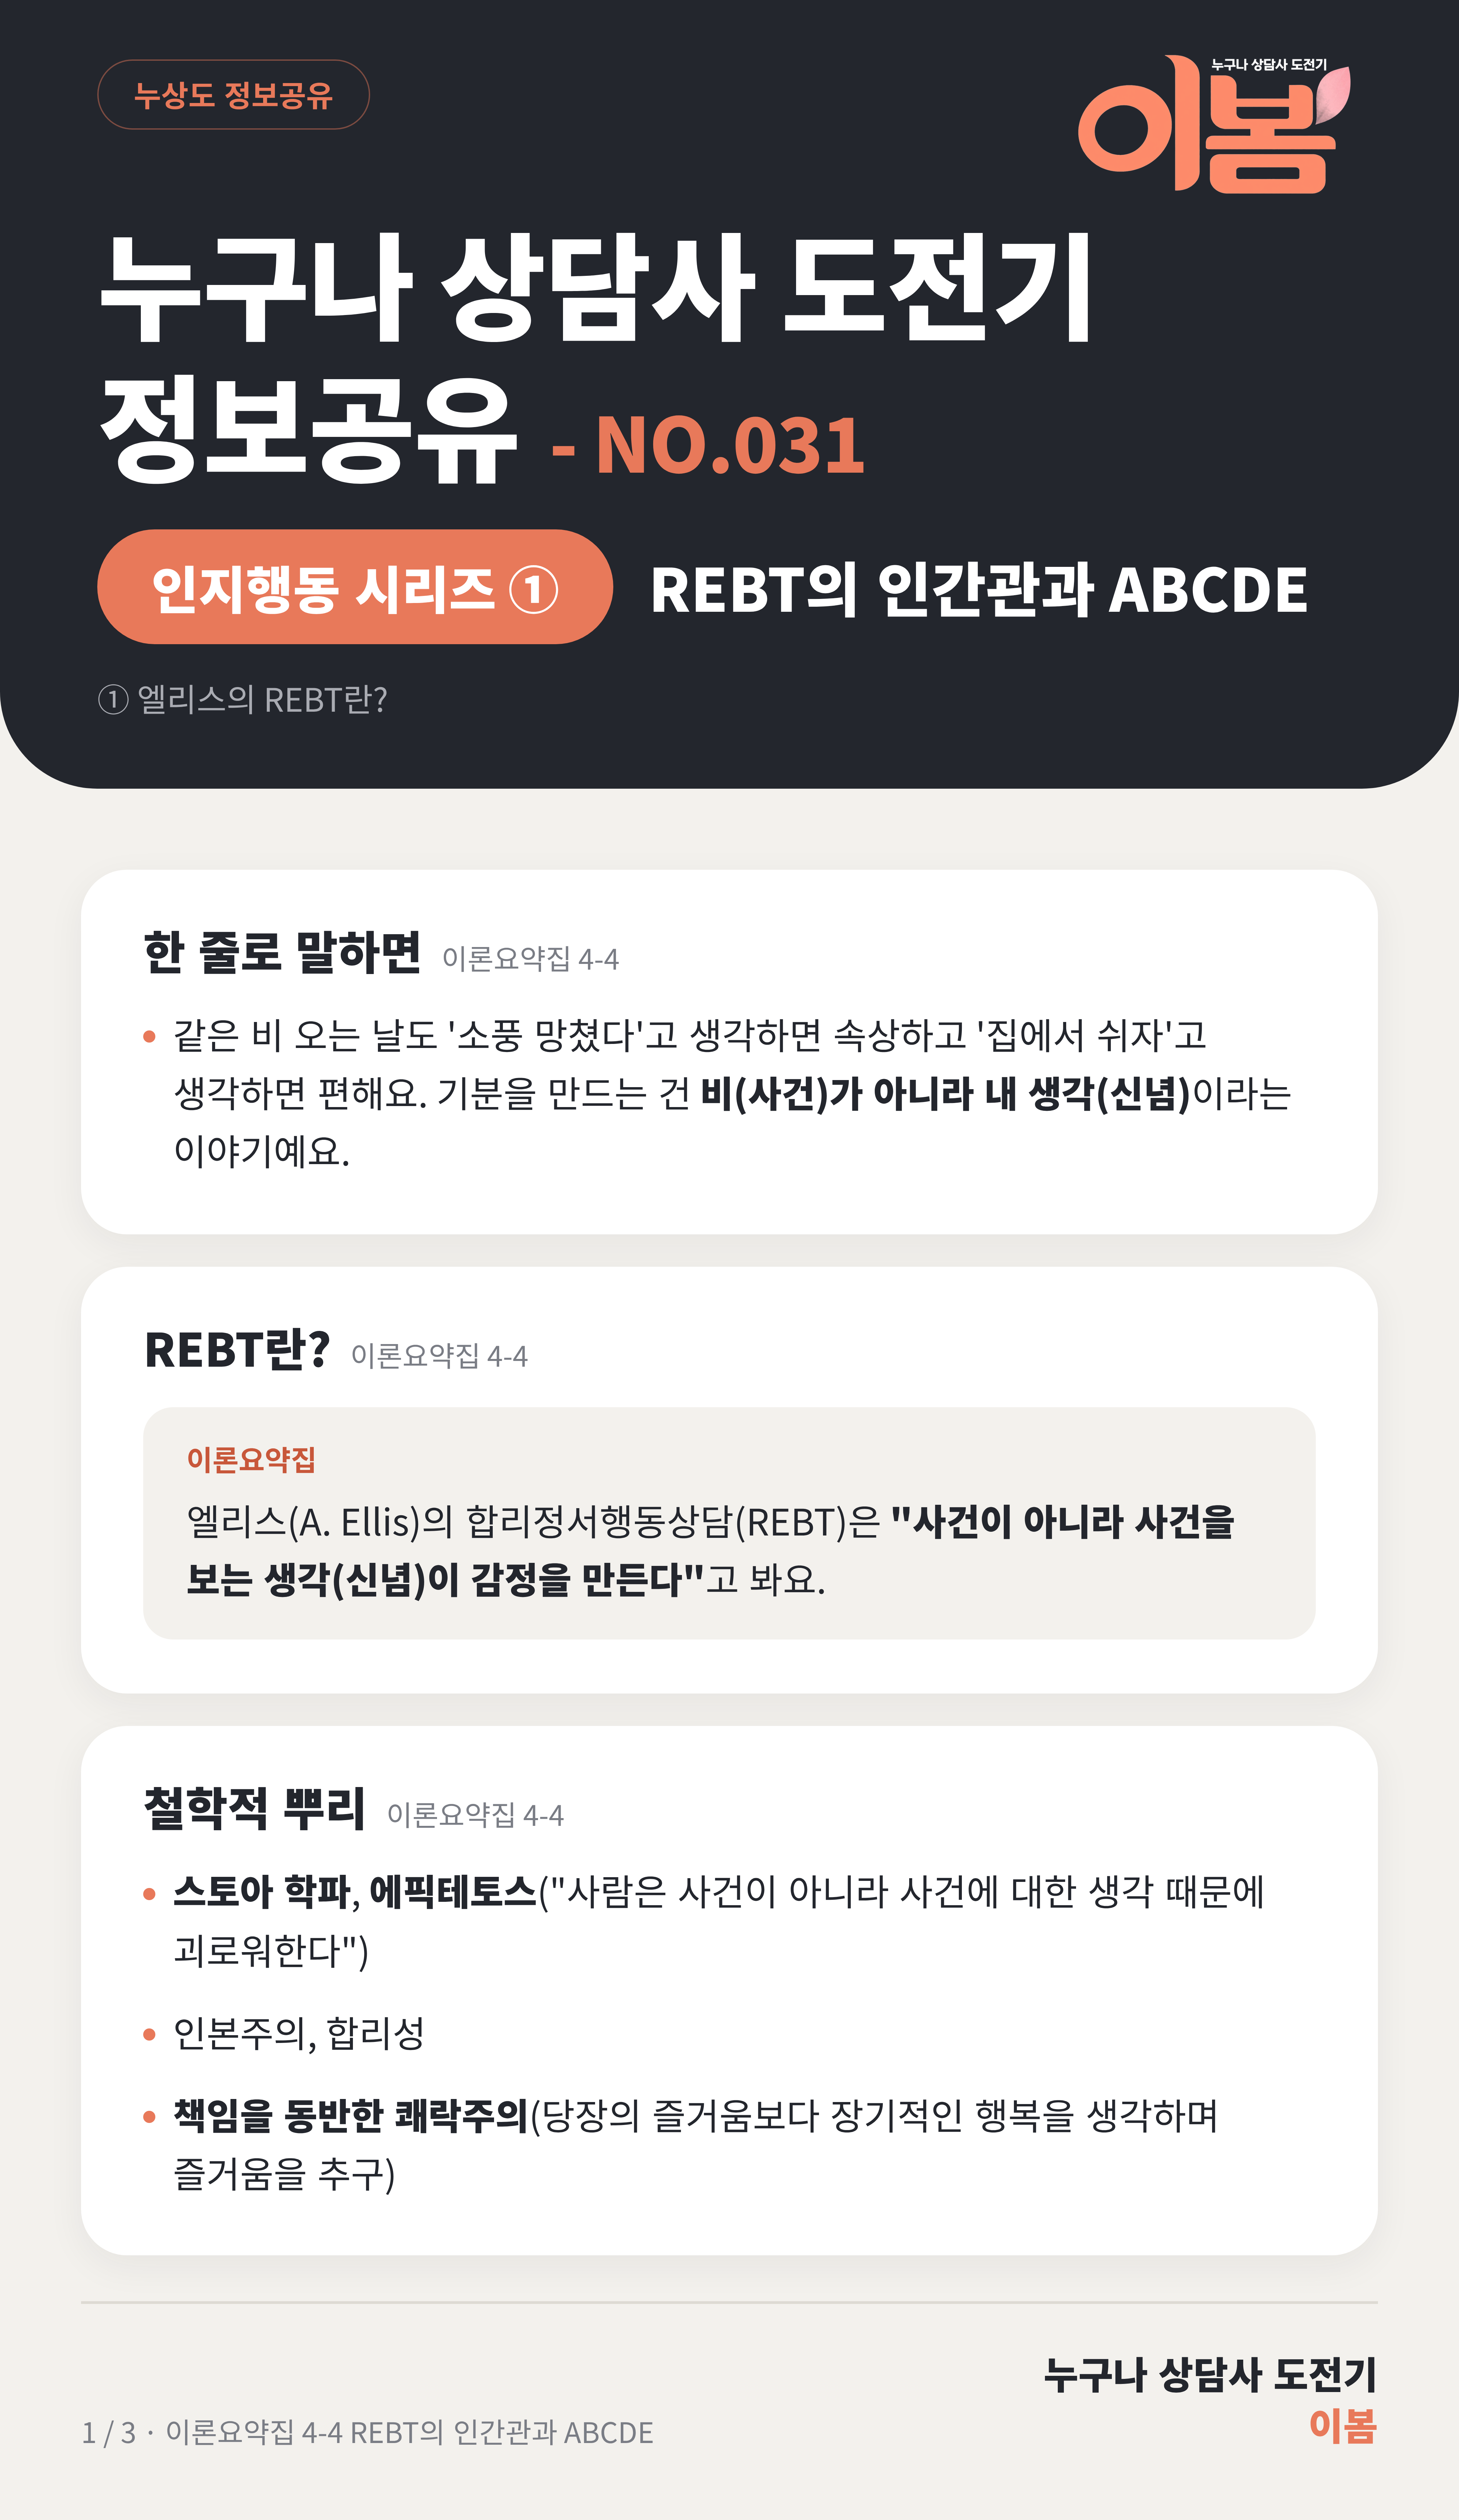 누상도 정보공유
누구나 상담사 도전기
이봄
누구나 상담사 도전기
정보공유 - NO.031
인지행동 시리즈 ① REBT의 인간관과 ABCDE
① 엘리스의 REBT란?
한 줄로 말하면 이론요약집 4-4
• 같은 비 오는 날도 '소풍 망쳤다'고 생각하면 속상하고 '집에서 쉬자'고
생각하면 편해요. 기분을 만드는 건 비(사건)가 아니라 내 생각(신념)이라는
이야기예요.
REBT란? 이론요약집 4-4
이론요약집
엘리스(A. Ellis)의 합리정서행동상담(REBT)은 "사건이 아니라 사건을
보는 생각(신념)이 감정을 만든다"고 봐요.
철학적 뿌리 이론요약집 4-4
• 스토아 학파, 에픽테토스("사람은 사건이 아니라 사건에 대한 생각 때문에
괴로워한다")
• 인본주의, 합리성
• 책임을 동반한 쾌락주의(당장의 즐거움보다 장기적인 행복을 생각하며
즐거움을 추구)
누구나 상담사 도전기
1 / 3 · 이론요약집 4-4 REBT의 인간관과 ABCDE
이봄